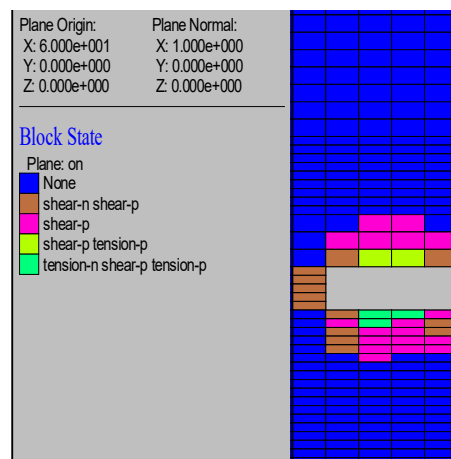 Plane Origin: Plane Normal:
X: 6.000e+001 X: 1.000e+000
Y: 0.000e+000 Y: 0.000e+000
Z: 0.000e+000 Z: 0.000e+000
Block State
Plane: on
None
shear-n shear-p
shear-p
shear-p tension-p
tension-n shear-p tension-p